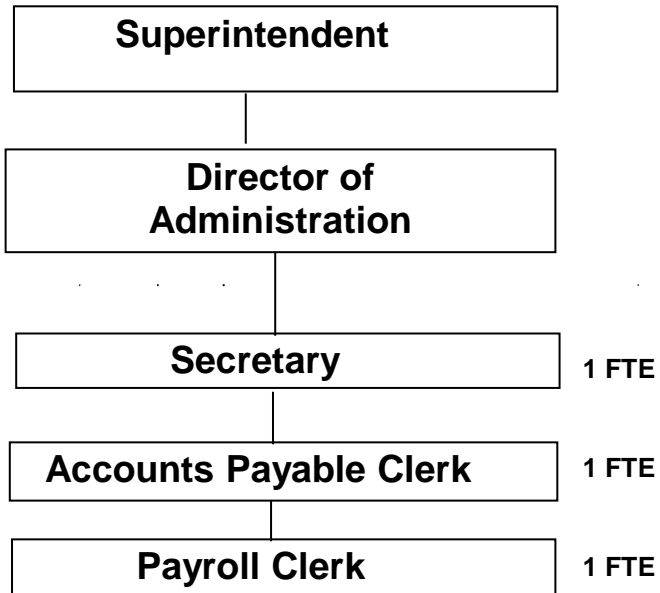 Superintendent
Director of
Administration
Secretary
1 FTE
Accounts Payable Clerk
1 FTE
Payroll Clerk
1 FTE